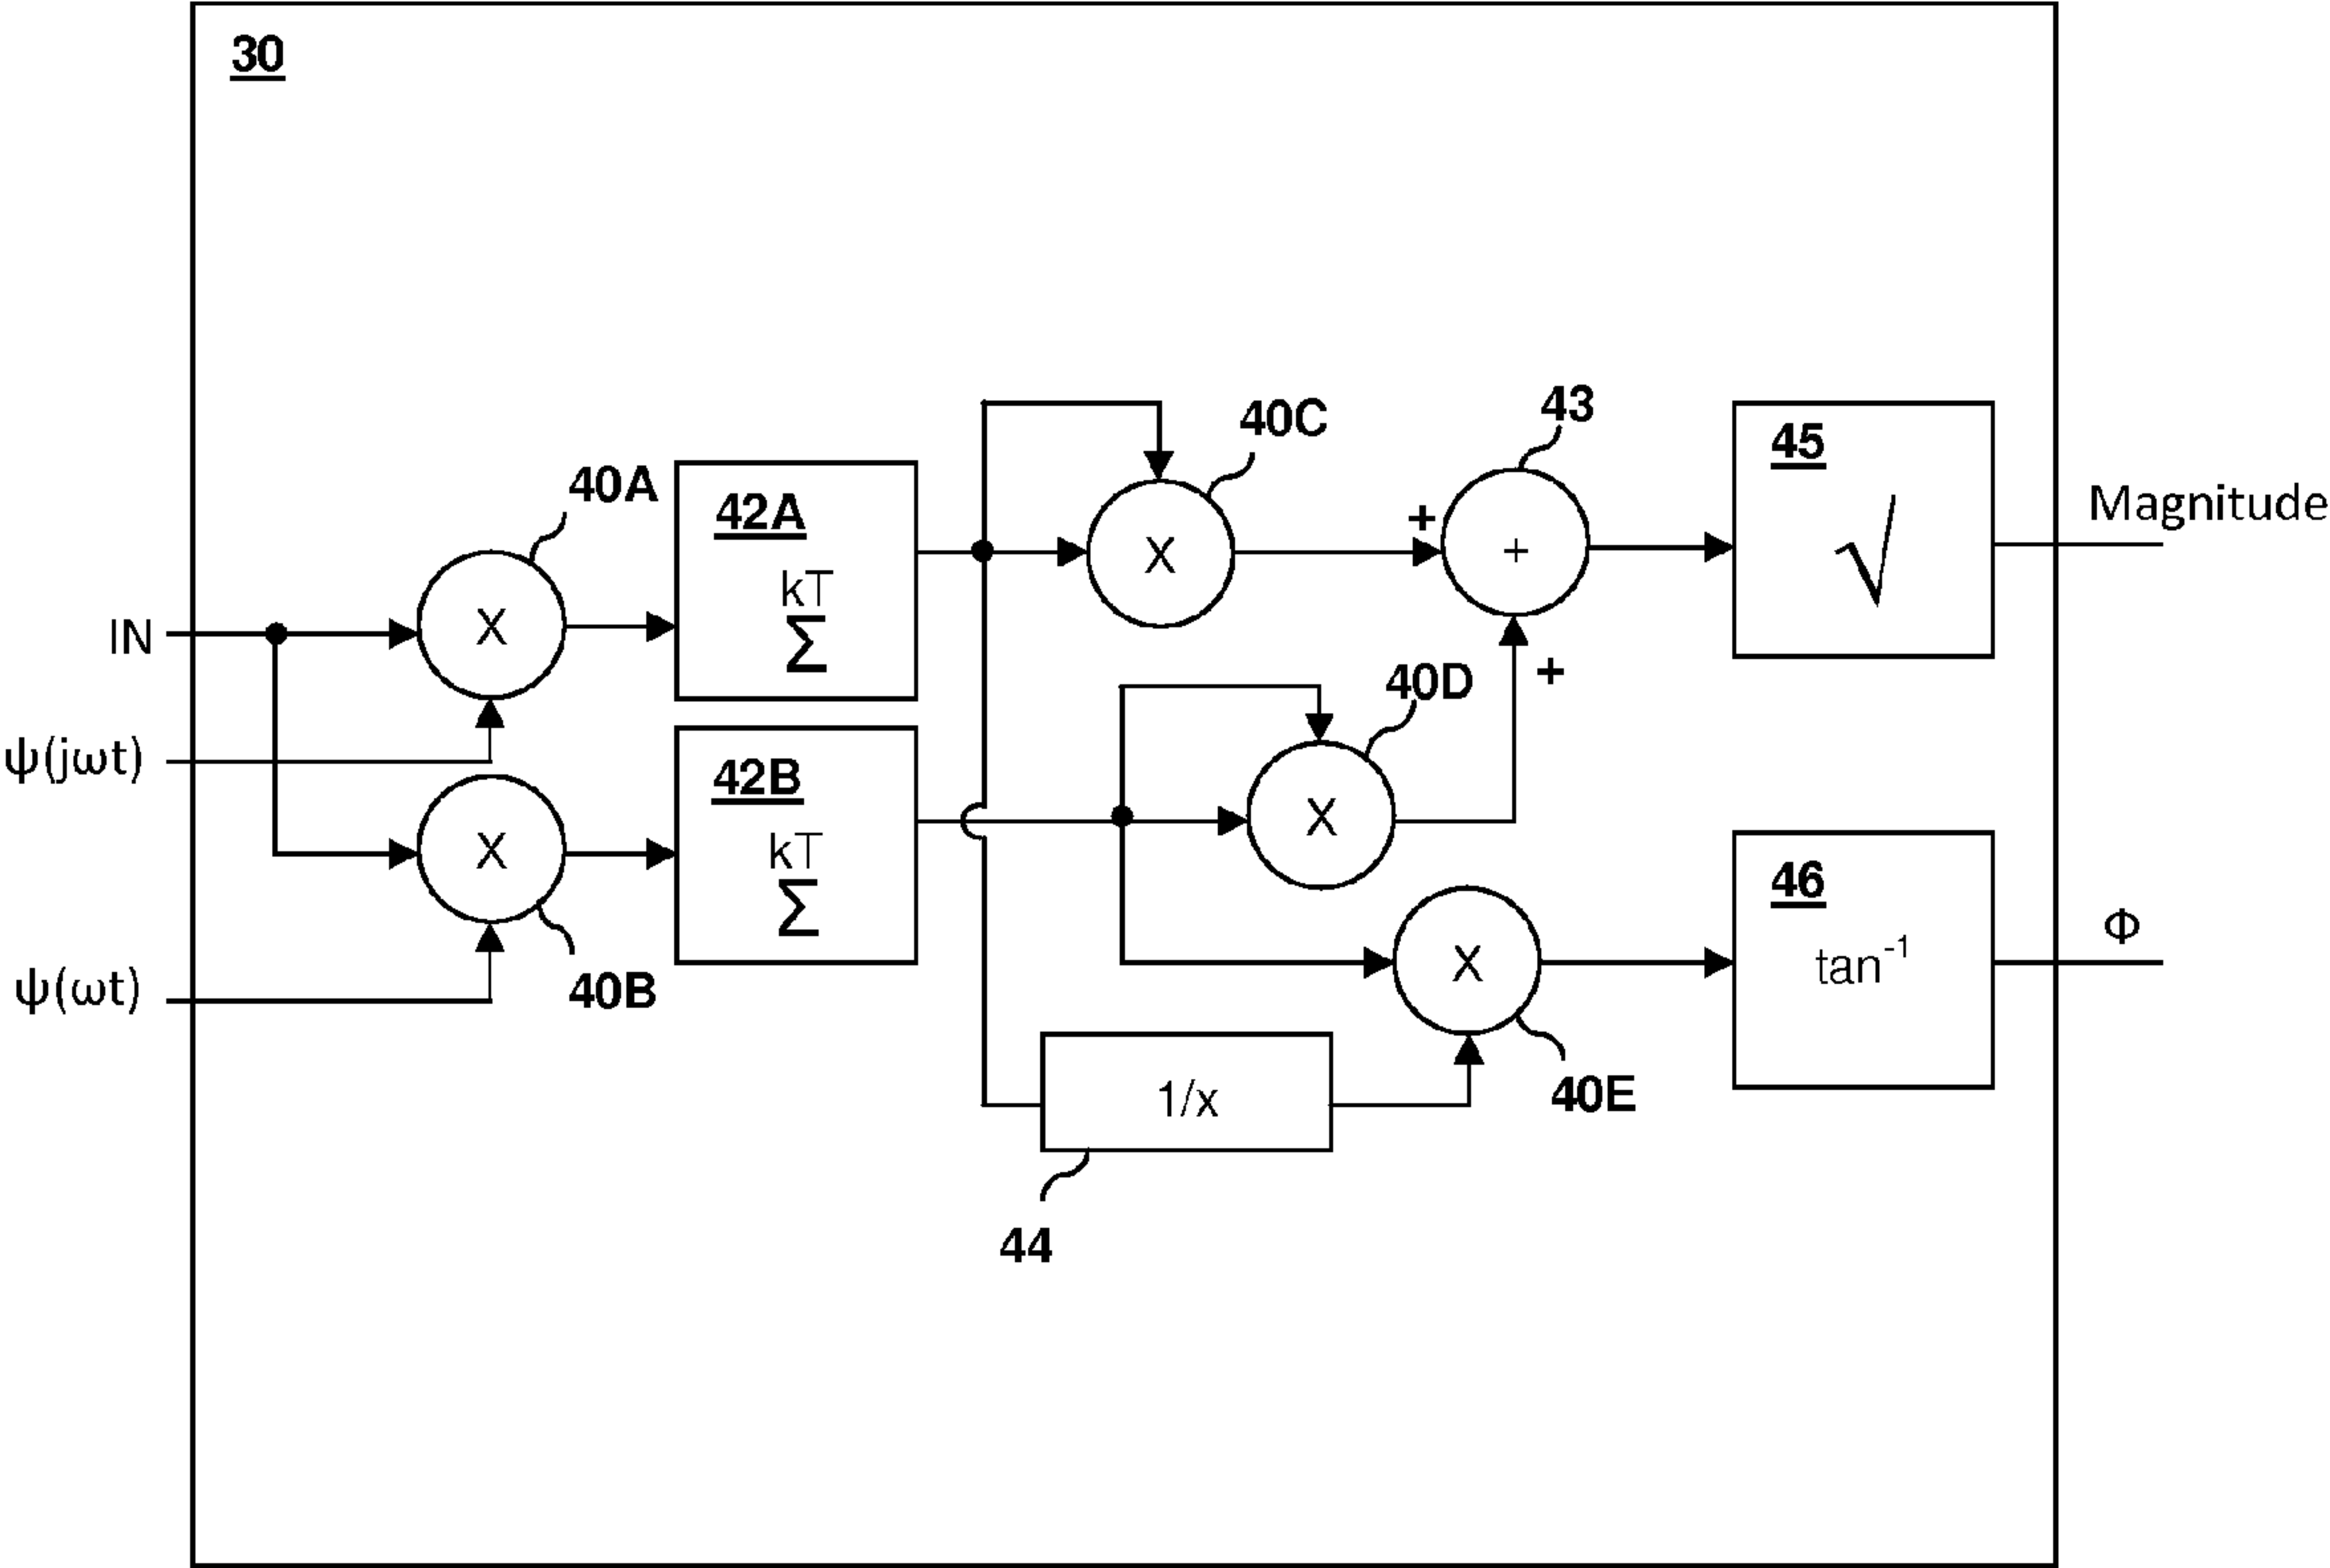 30
40C
43
45
√
Magnitude
40A
42A
kT
Σ
X
+
+
X
IN
40D
+
ψ(jωt)
42B
kT
Σ
X
X
46
tan⁻¹
Φ
ψ(ωt)
40B
X
1/x
40E
44